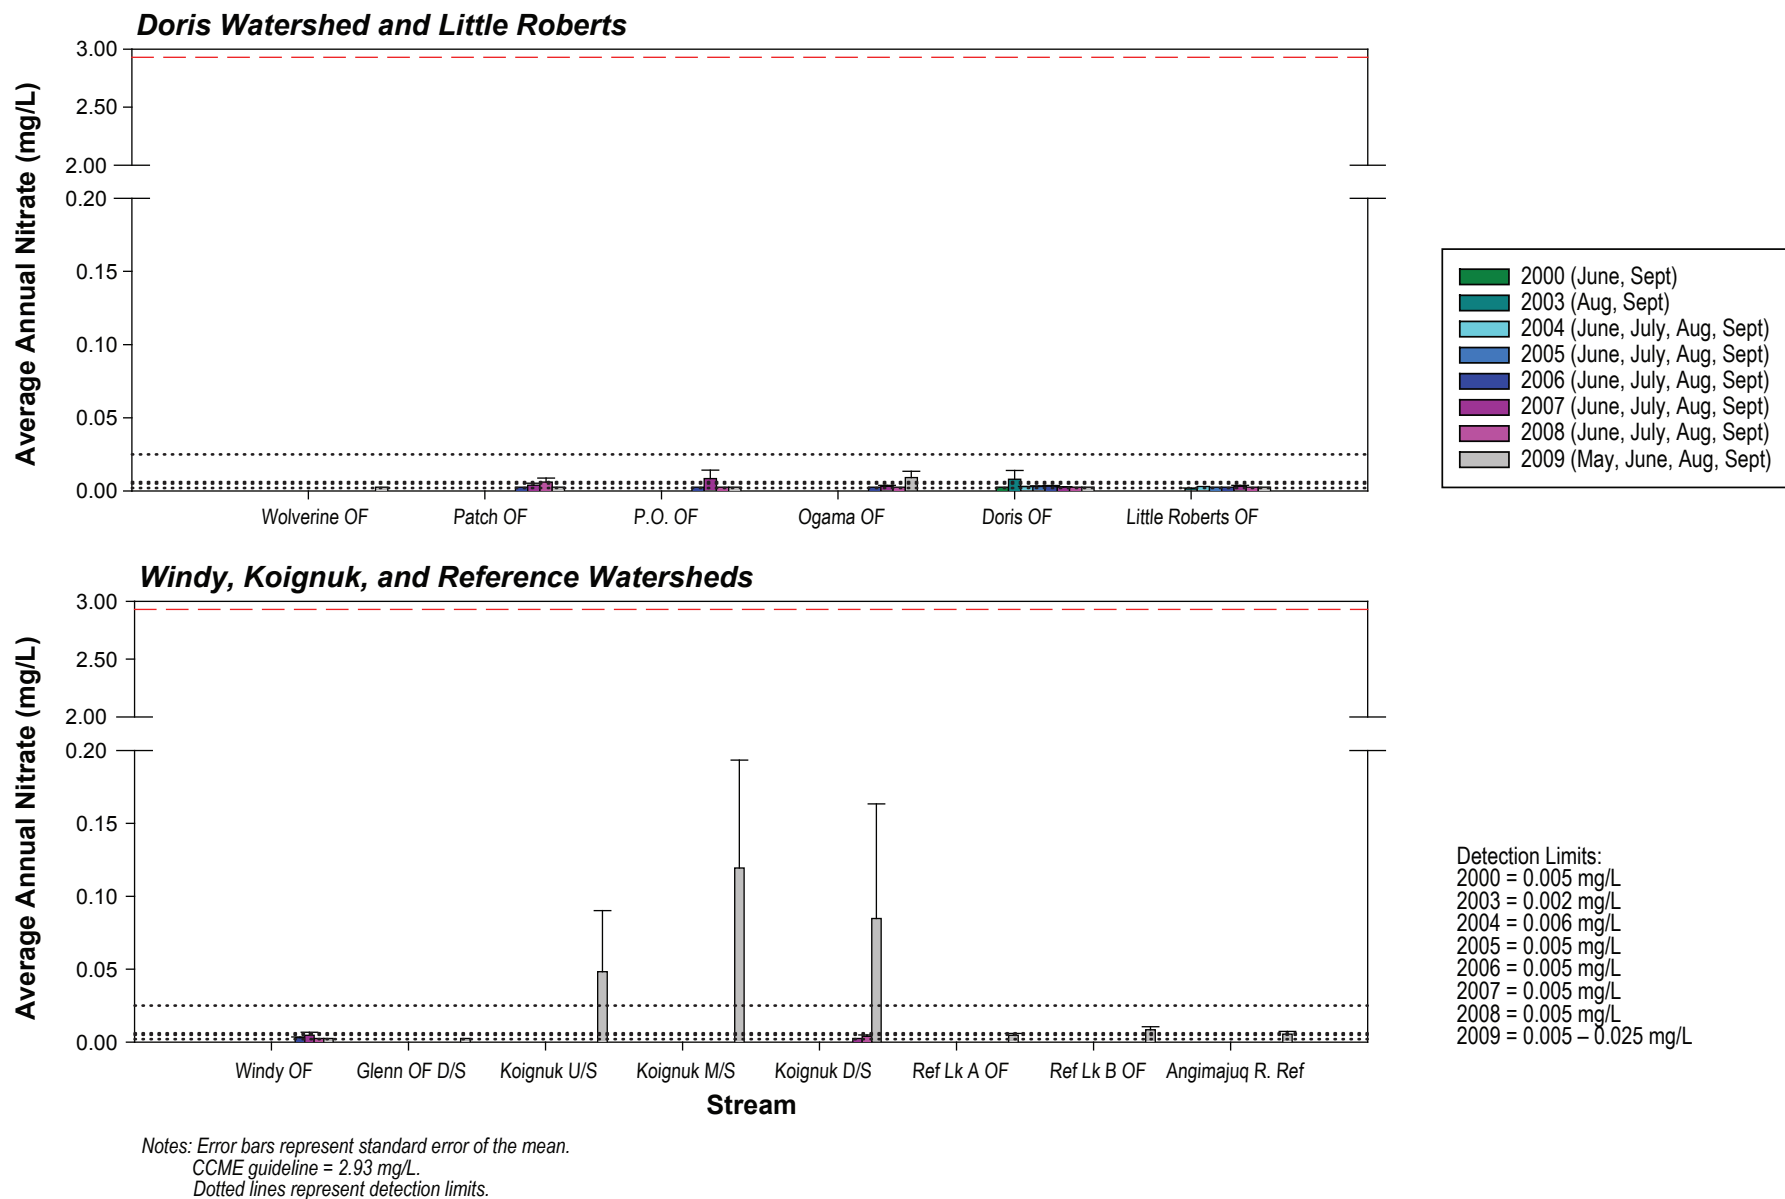 Doris Watershed and Little Roberts
Average Annual Nitrate (mg/L)
3.00
2.50
2.00
0.20
0.15
0.10
0.05
0.00
Wolverine OF Patch OF P.O. OF Ogama OF Doris OF Little Roberts OF
2000 (June, Sept)
2003 (Aug, Sept)
2004 (June, July, Aug, Sept)
2005 (June, July, Aug, Sept)
2006 (June, July, Aug, Sept)
2007 (June, July, Aug, Sept)
2008 (June, July, Aug, Sept)
2009 (May, June, Aug, Sept)
Windy, Koignuk, and Reference Watersheds
Average Annual Nitrate (mg/L)
3.00
2.50
2.00
0.20
0.15
0.10
0.05
0.00
Windy OF Glenn OF D/S Koignuk U/S Koignuk M/S Koignuk D/S Ref Lk A OF Ref Lk B OF Angimajuq R. Ref
Stream
Detection Limits:
2000 = 0.005 mg/L
2003 = 0.002 mg/L
2004 = 0.006 mg/L
2005 = 0.005 mg/L
2006 = 0.005 mg/L
2007 = 0.005 mg/L
2008 = 0.005 mg/L
2009 = 0.005 – 0.025 mg/L
Notes: Error bars represent standard error of the mean.
CCME guideline = 2.93 mg/L.
Dotted lines represent detection limits.